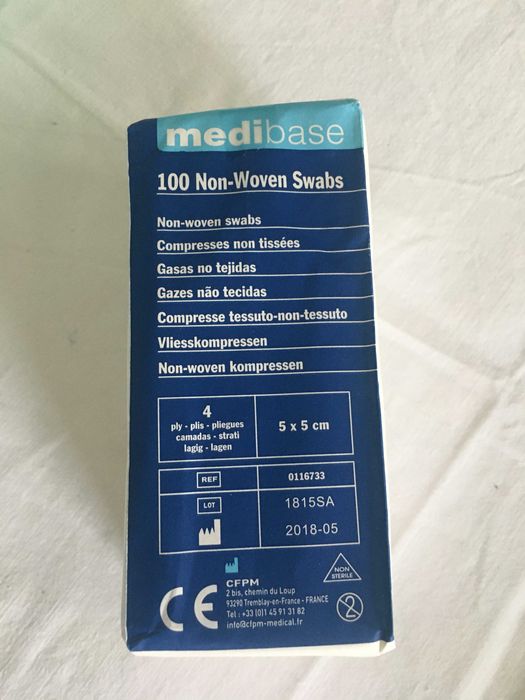 medibase
100 Non-Woven Swabs
Non-woven swabs
Compresses non tissées
Gasas no tejidas
Gazes não tecidas
Compresse tessuto-non-tessuto
Vliesskompressen
Non-woven kompressen
4
ply - plis - pliegues
camadas - strati
lagig - lagen
5 x 5 cm
REF 0116733
LOT 1815SA
2018-05
CFPM
2 bis, chemin du Loup
93290 Tremblay-en-France - FRANCE
Tel : +33 (0)1 45 91 31 82
info@cfpm-medical.fr
CE
NON
STERILE
2